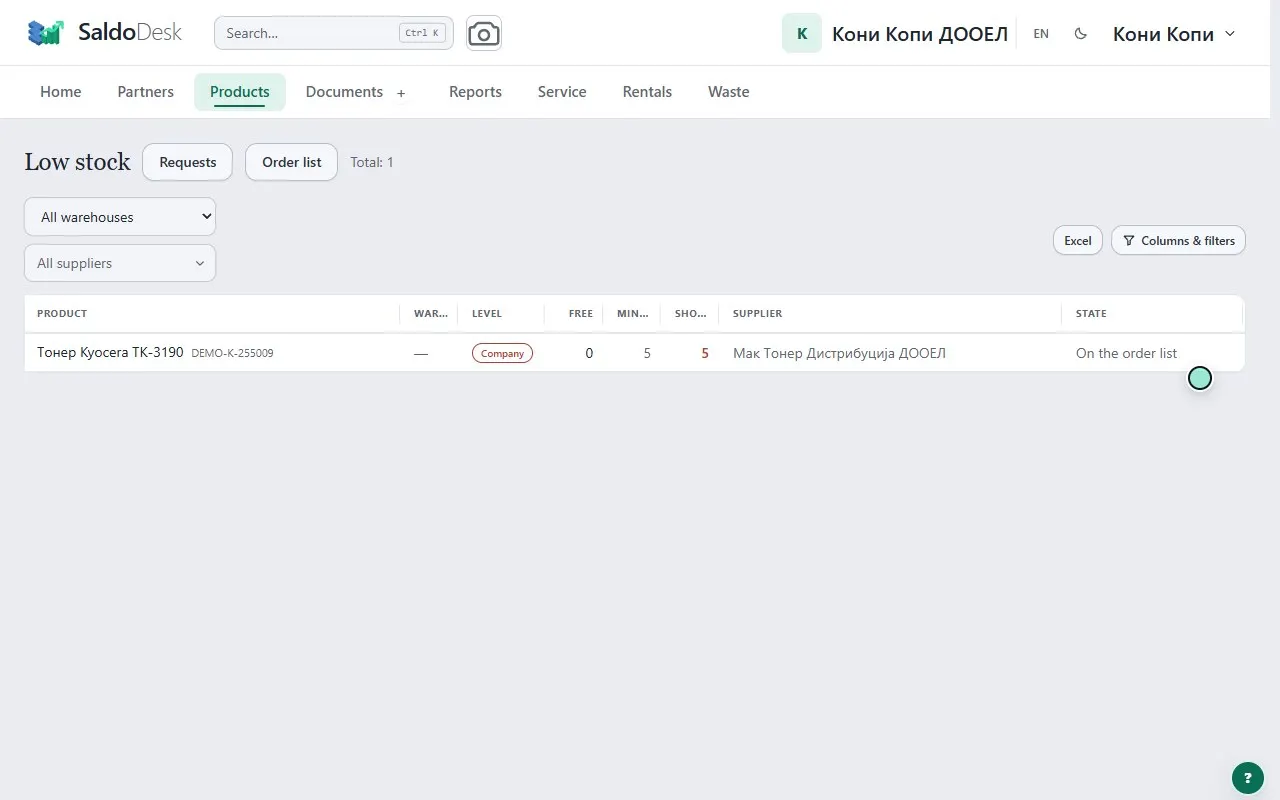 SaldoDesk
Search...
Ctrl K
K
Кони Копи ДООЕЛ
EN
Кони Копи
Home
Partners
Products
Documents +
Reports
Service
Rentals
Waste
Low stock
Requests
Order list
Total: 1
All warehouses
All suppliers
Excel
Columns & filters
PRODUCT WAR... LEVEL FREE MIN... SHO... SUPPLIER STATE
Тонер Kyocera TK-3190 DEMO-K-255009 — Company 0 5 5 Мак Тонер Дистрибуција ДООЕЛ On the order list
?